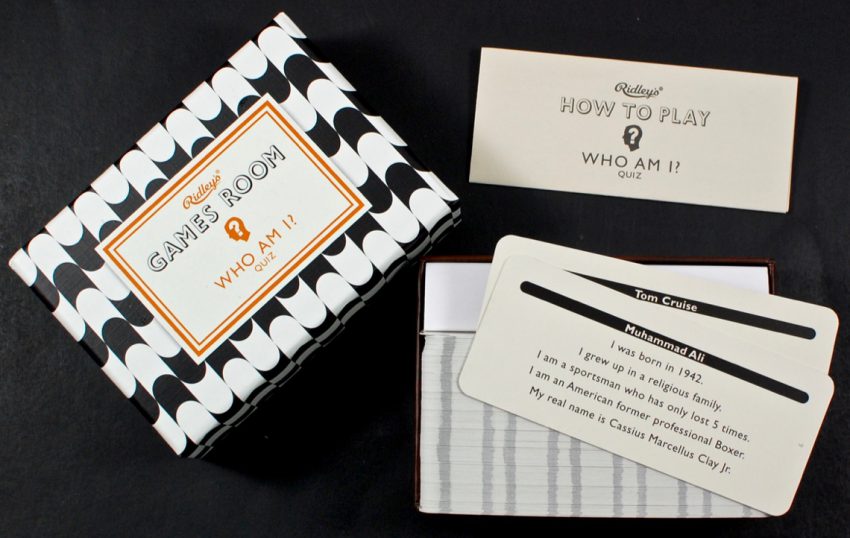 Ridley's®
GAMES ROOM
?
WHO AM I?
QUIZ
Ridley's®
HOW TO PLAY
?
WHO AM I?
QUIZ
Tom Cruise
Muhammad Ali
I was born in 1942.
I grew up in a religious family.
I am a sportsman who has only lost 5 times.
I am an American former professional Boxer.
My real name is Cassius Marcellus Clay Jr.